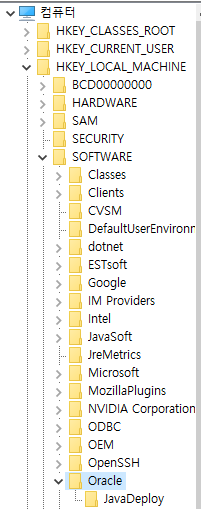 컴퓨터
HKEY_CLASSES_ROOT
HKEY_CURRENT_USER
HKEY_LOCAL_MACHINE
BCD00000000
HARDWARE
SAM
SECURITY
SOFTWARE
Classes
Clients
CVSM
DefaultUserEnvironm
dotnet
ESTsoft
Google
IM Providers
Intel
JavaSoft
JreMetrics
Microsoft
MozillaPlugins
NVIDIA Corporation
ODBC
OEM
OpenSSH
Oracle
JavaDeploy